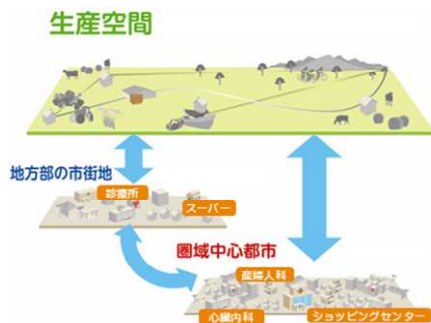 生産空間
地方部の市街地
診療所
スーパー
圏域中心都市
産婦人科
心臓内科
ショッピングセンター